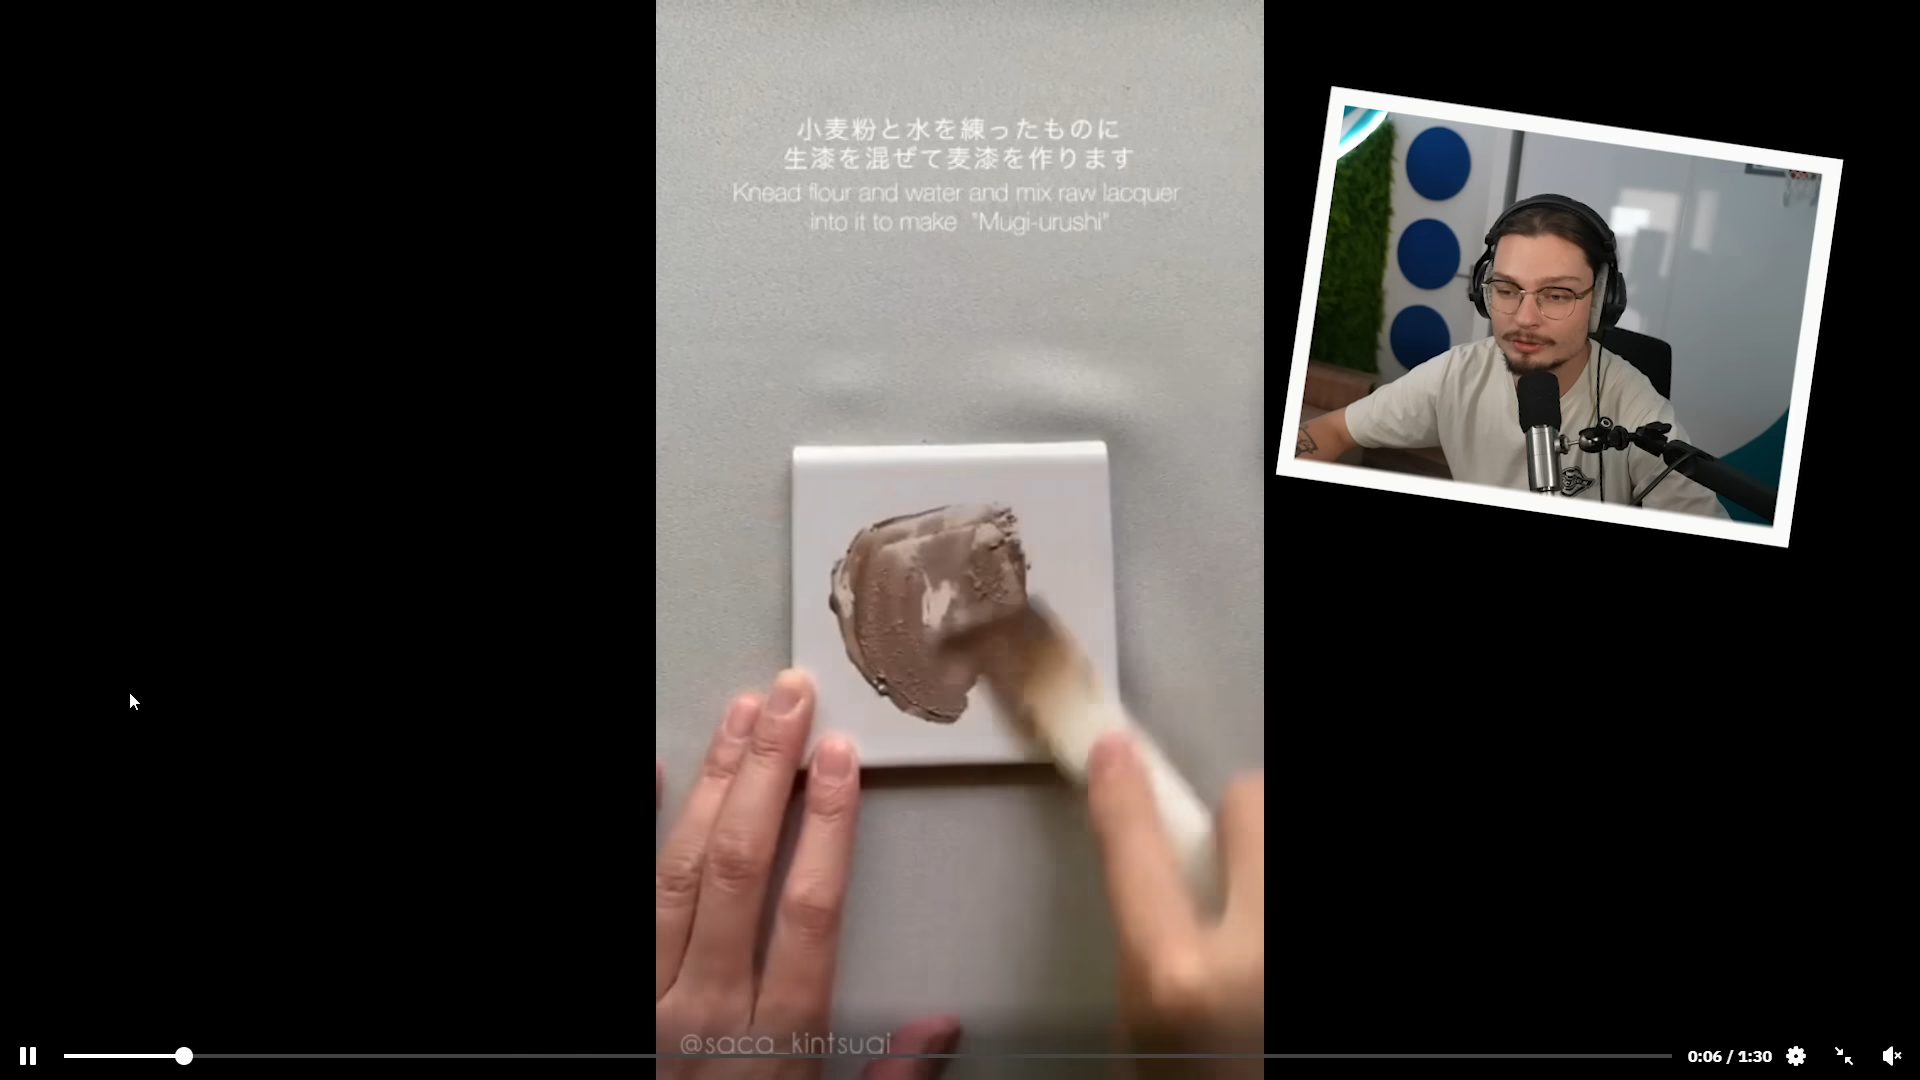 小麦粉と水を練ったものに
生漆を混ぜて麦漆を作ります
Knead flour and water and mix raw lacquer
into it to make "Mugi-urushi"
@saca_kintsugi
0:06 / 1:30